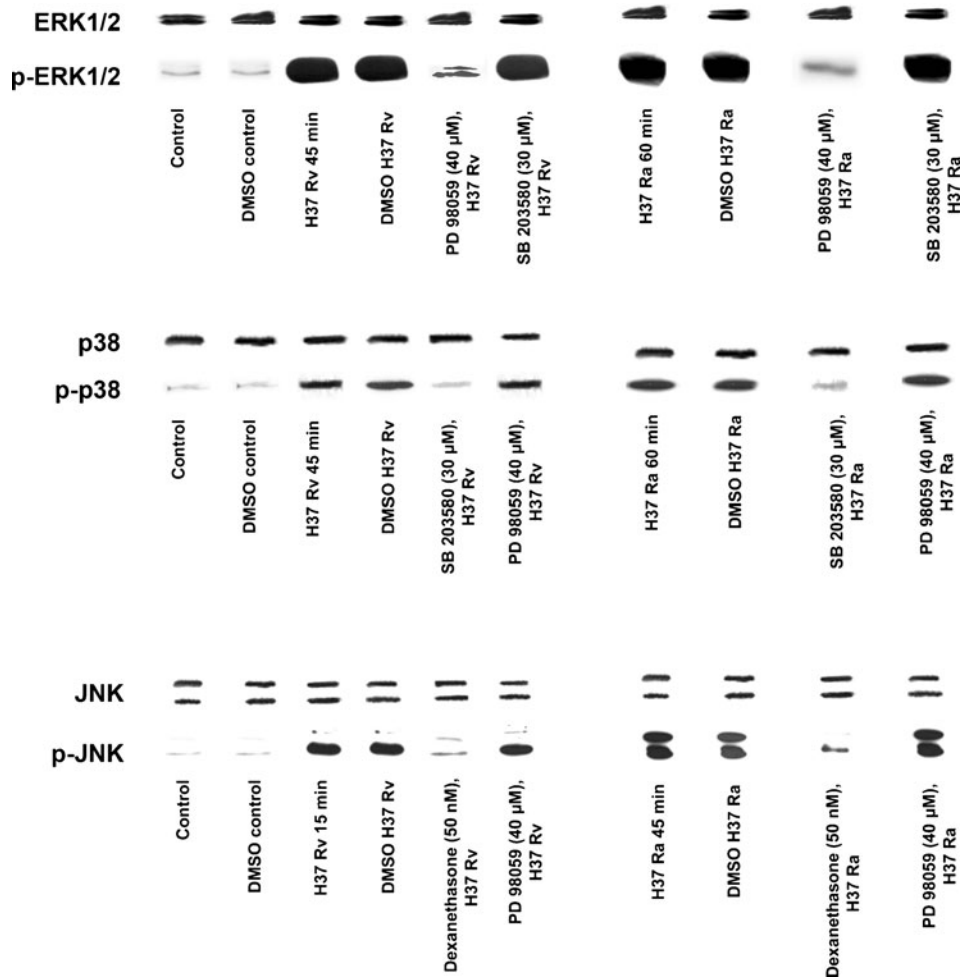 ERK1/2
p-ERK1/2
Control
DMSO control
H37 Rv 45 min
DMSO H37 Rv
PD 98059 (40 µM),
H37 Rv
SB 203580 (30 µM),
H37 Rv
H37 Ra 60 min
DMSO H37 Ra
PD 98059 (40 µM),
H37 Ra
SB 203580 (30 µM),
H37 Ra
p38
p-p38
Control
DMSO control
H37 Rv 45 min
DMSO H37 Rv
SB 203580 (30 µM),
H37 Rv
PD 98059 (40 µM),
H37 Rv
H37 Ra 60 min
DMSO H37 Ra
SB 203580 (30 µM),
H37 Ra
PD 98059 (40 µM),
H37 Ra
JNK
p-JNK
Control
DMSO control
H37 Rv 15 min
DMSO H37 Rv
Dexanethasone (50 nM),
H37 Rv
PD 98059 (40 µM),
H37 Rv
H37 Ra 45 min
DMSO H37 Ra
Dexanethasone (50 nM),
H37 Ra
PD 98059 (40 µM),
H37 Ra